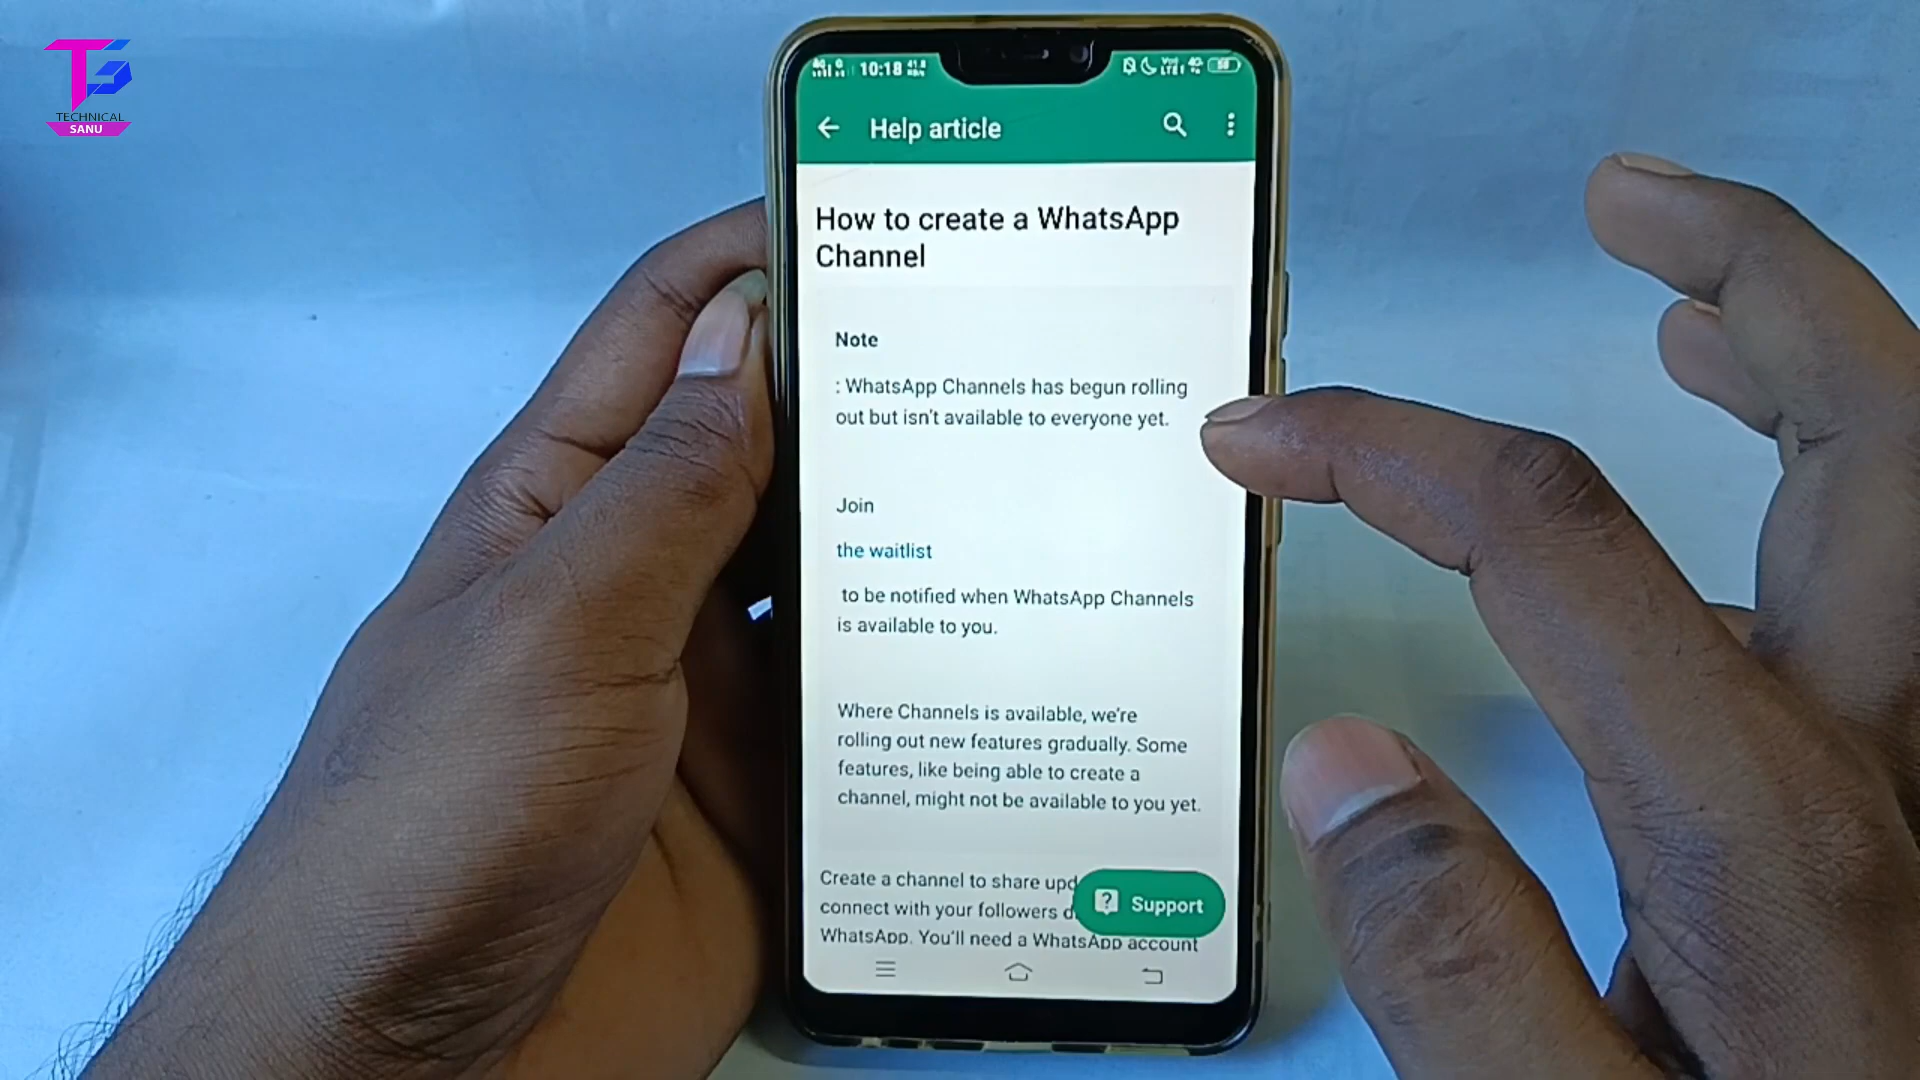 TECHNICAL
SANU
10:18
Help article
How to create a WhatsApp
Channel
Note
: WhatsApp Channels has begun rolling
out but isn't available to everyone yet.
Join
the waitlist
to be notified when WhatsApp Channels
is available to you.
Where Channels is available, we're
rolling out new features gradually. Some
features, like being able to create a
channel, might not be available to you yet.
Create a channel to share
connect with your followers
WhatsApp. You'll need a WhatsApp account
Support